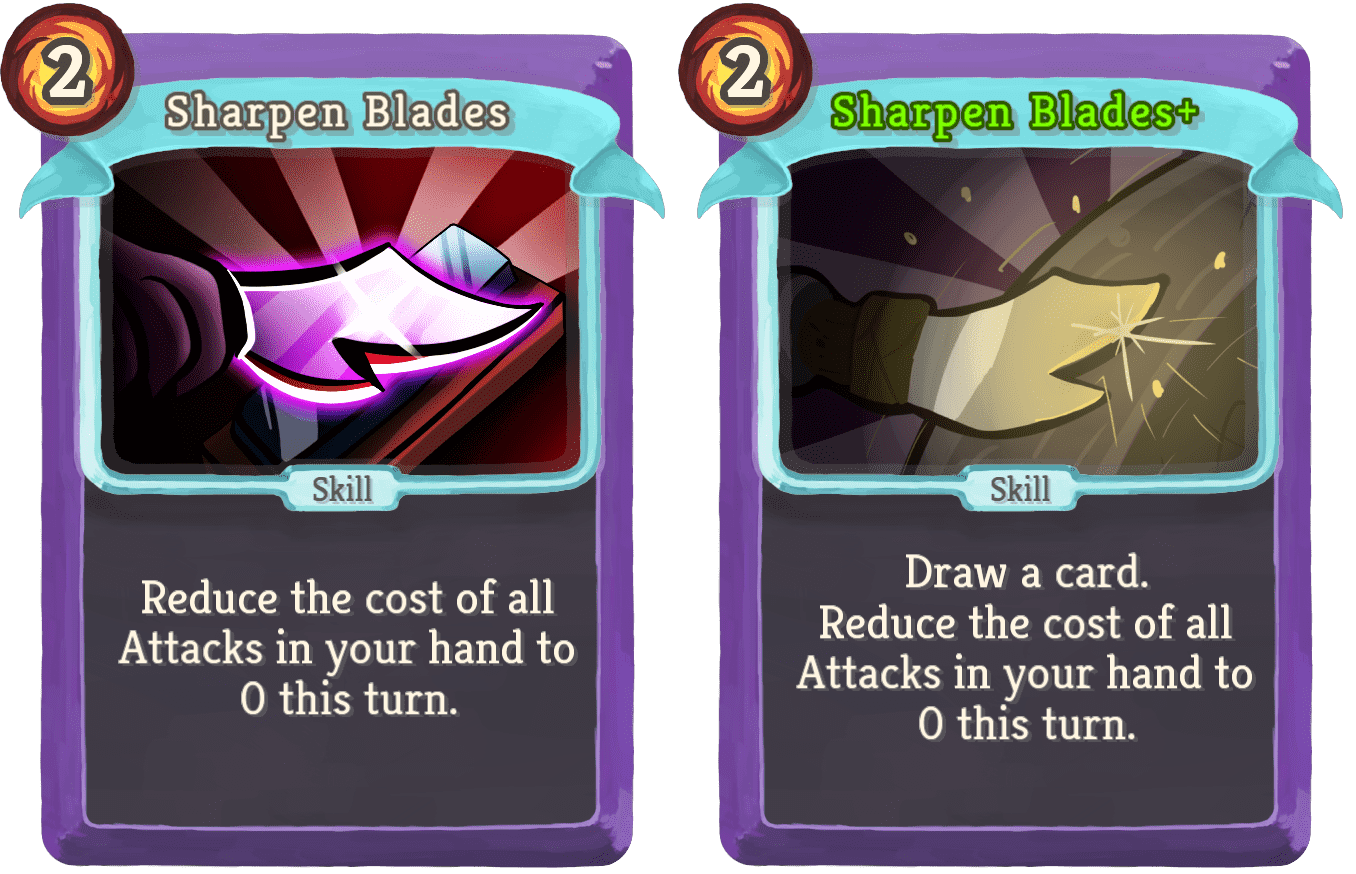 2
Sharpen Blades
Skill
Reduce the cost of all
Attacks in your hand to
0 this turn.
2
Sharpen Blades+
Skill
Draw a card.
Reduce the cost of all
Attacks in your hand to
0 this turn.